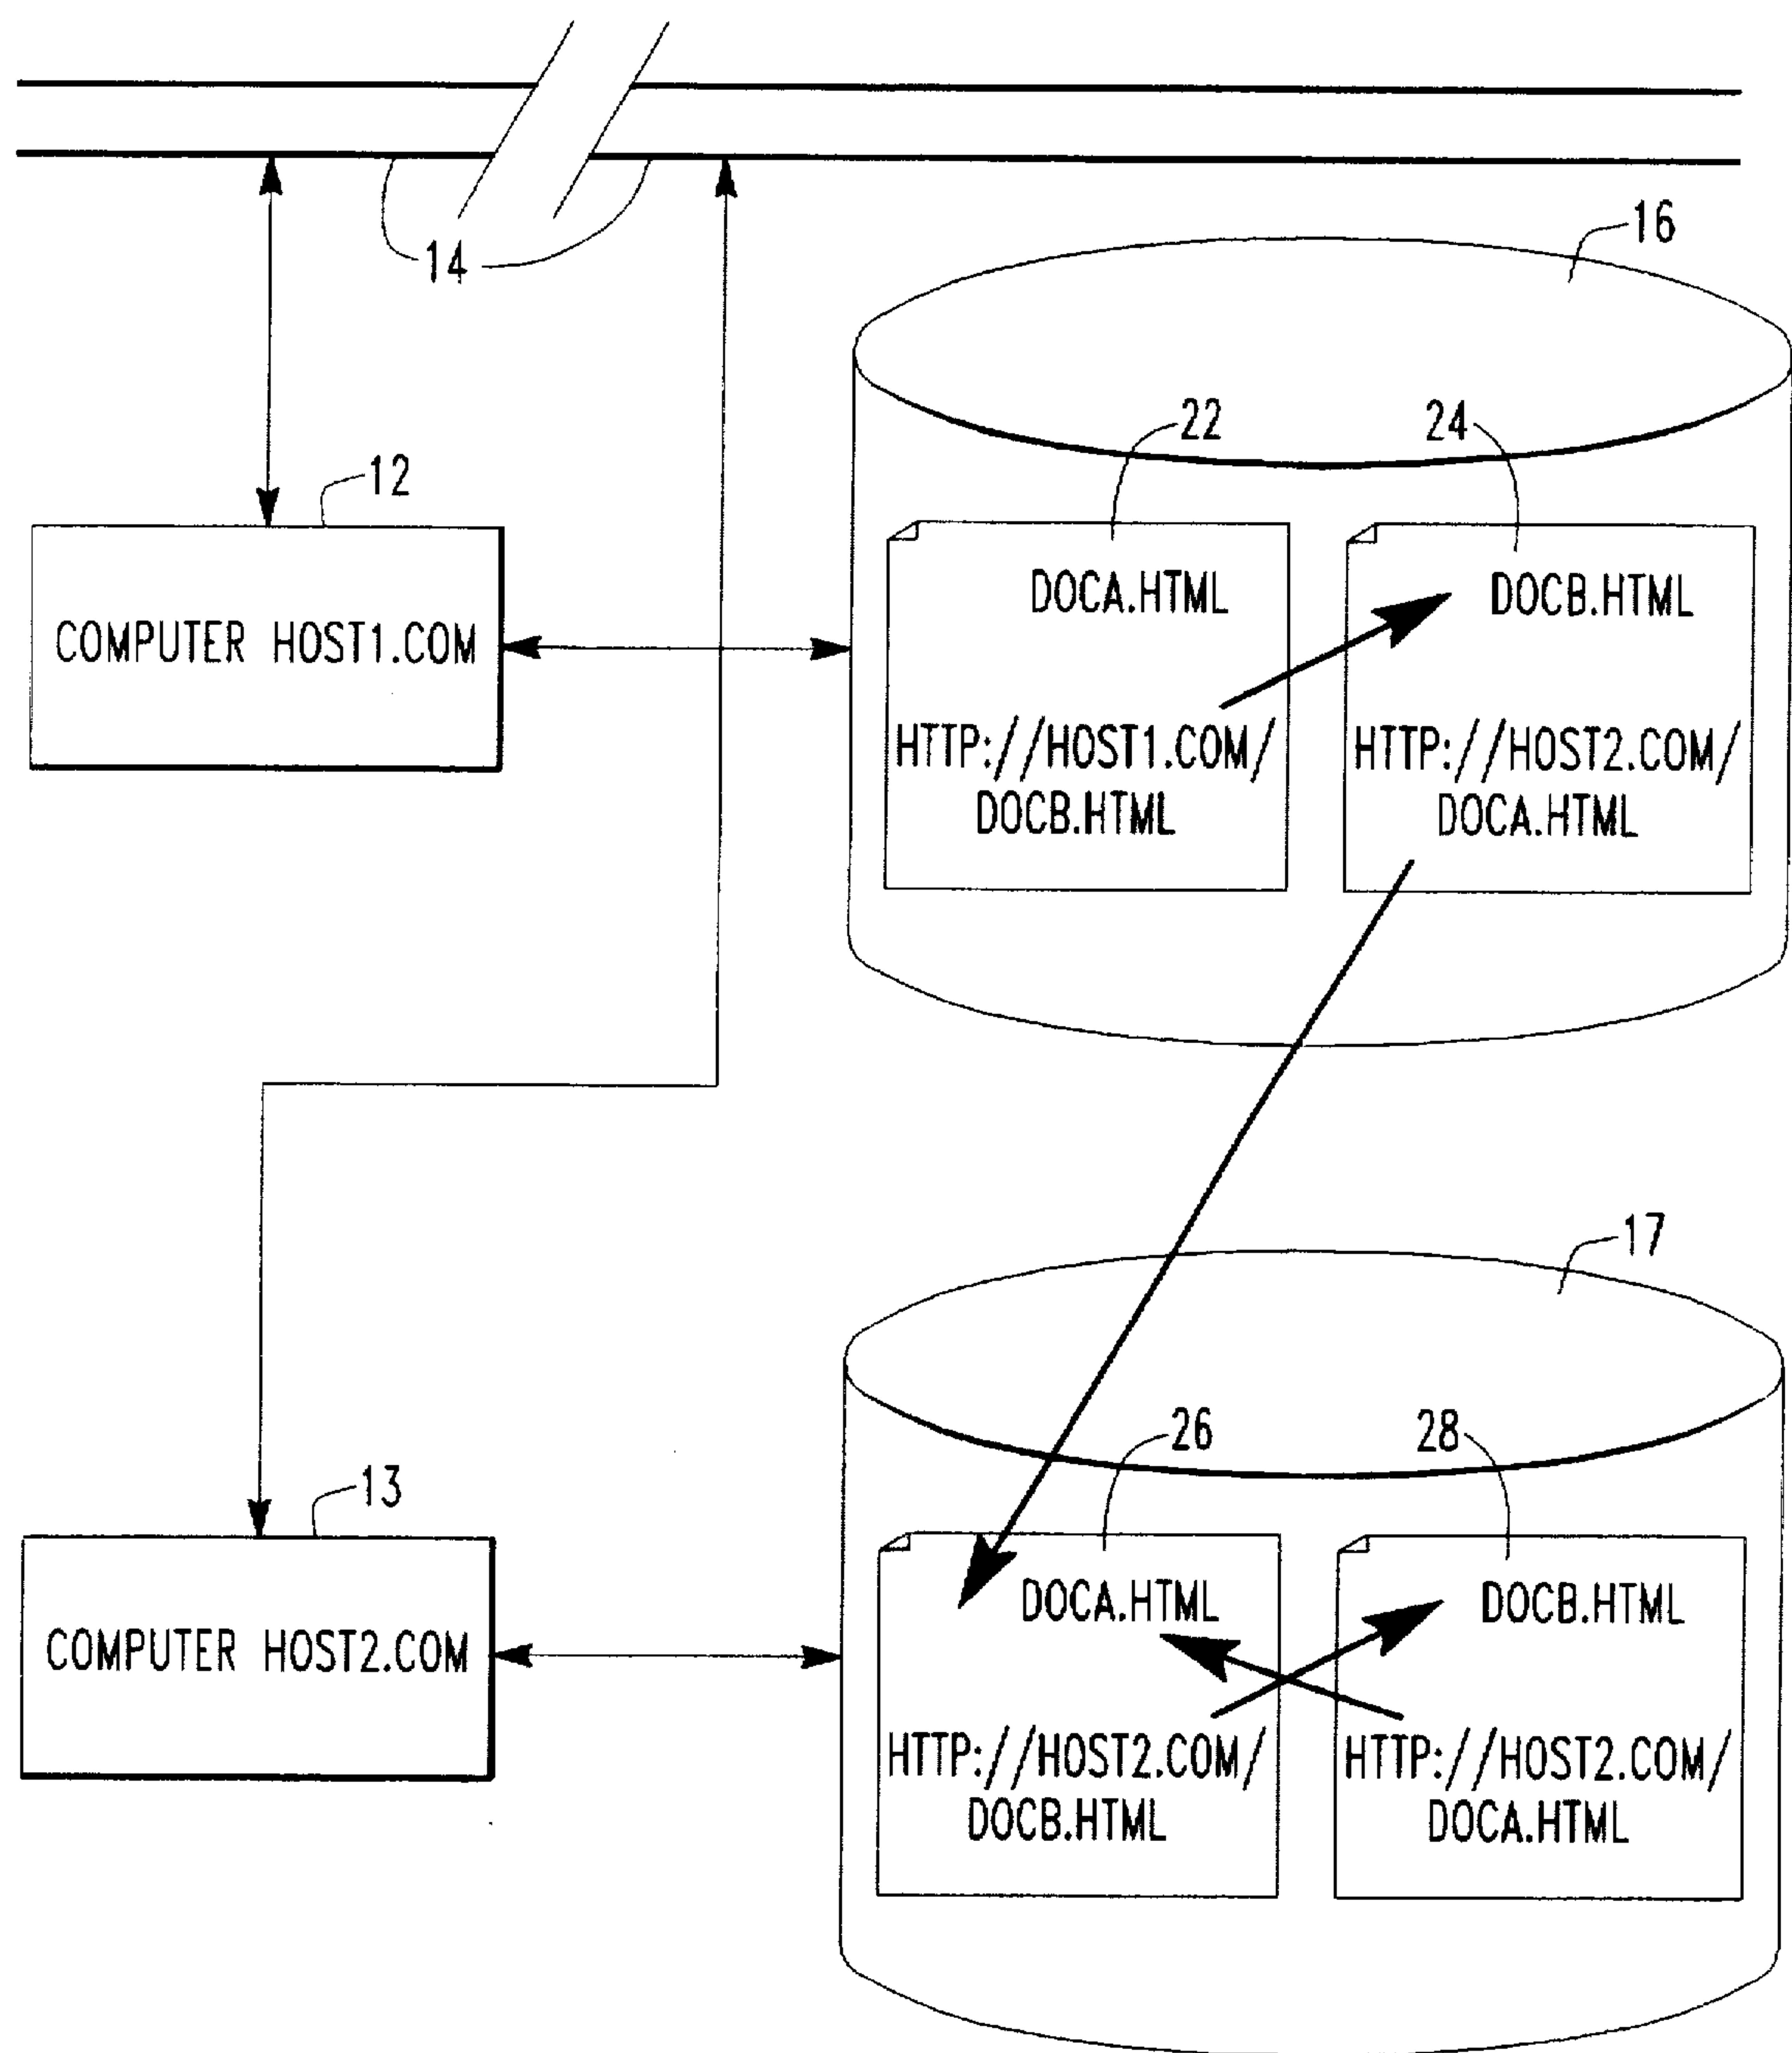 14
16
22
24
12
DOCA.HTML
DOCB.HTML
COMPUTER HOST1.COM
HTTP://HOST1.COM/
DOCB.HTML
HTTP://HOST2.COM/
DOCA.HTML
17
26
28
13
DOCA.HTML
DOCB.HTML
COMPUTER HOST2.COM
HTTP://HOST2.COM/
DOCB.HTML
HTTP://HOST2.COM/
DOCA.HTML